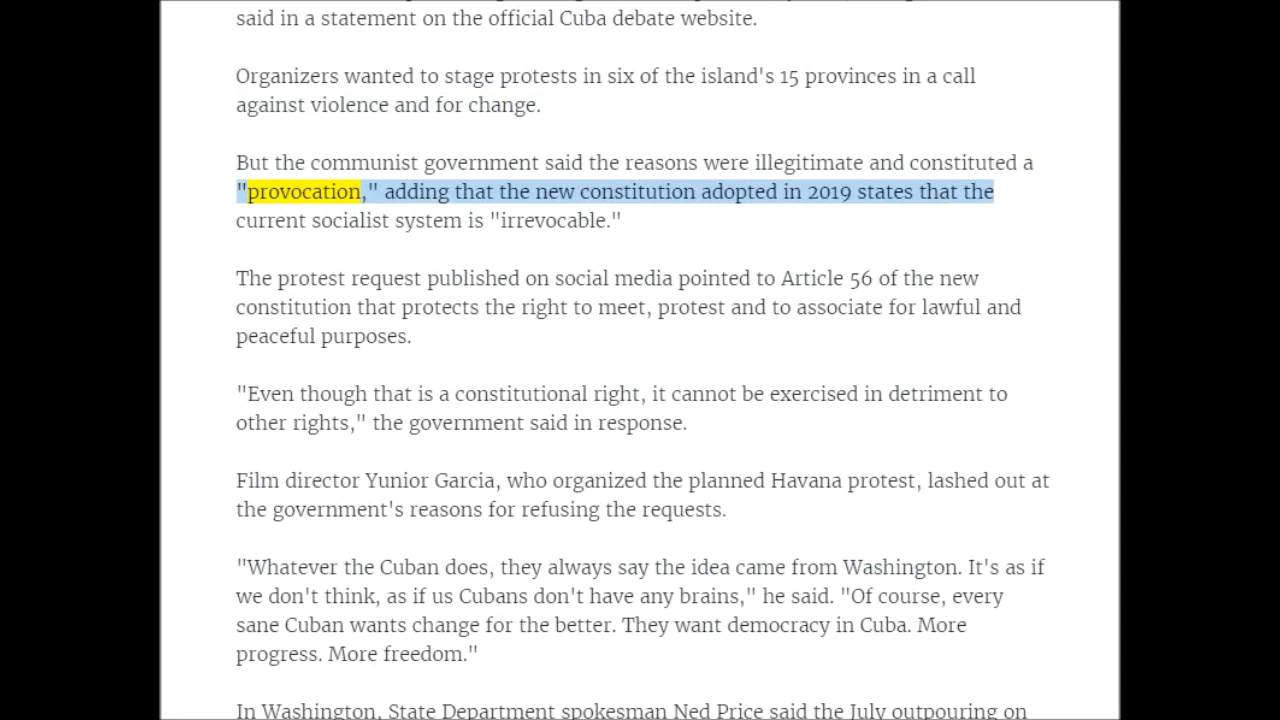 said in a statement on the official Cuba debate website.
Organizers wanted to stage protests in six of the island's 15 provinces in a call
against violence and for change.
But the communist government said the reasons were illegitimate and constituted a
"provocation," adding that the new constitution adopted in 2019 states that the
current socialist system is "irrevocable."
The protest request published on social media pointed to Article 56 of the new
constitution that protects the right to meet, protest and to associate for lawful and
peaceful purposes.
"Even though that is a constitutional right, it cannot be exercised in detriment to
other rights," the government said in response.
Film director Yunior Garcia, who organized the planned Havana protest, lashed out at
the government's reasons for refusing the requests.
"Whatever the Cuban does, they always say the idea came from Washington. It's as if
we don't think, as if us Cubans don't have any brains," he said. "Of course, every
sane Cuban wants change for the better. They want democracy in Cuba. More
progress. More freedom."
In Washington, State Department spokesman Ned Price said the July outpouring on